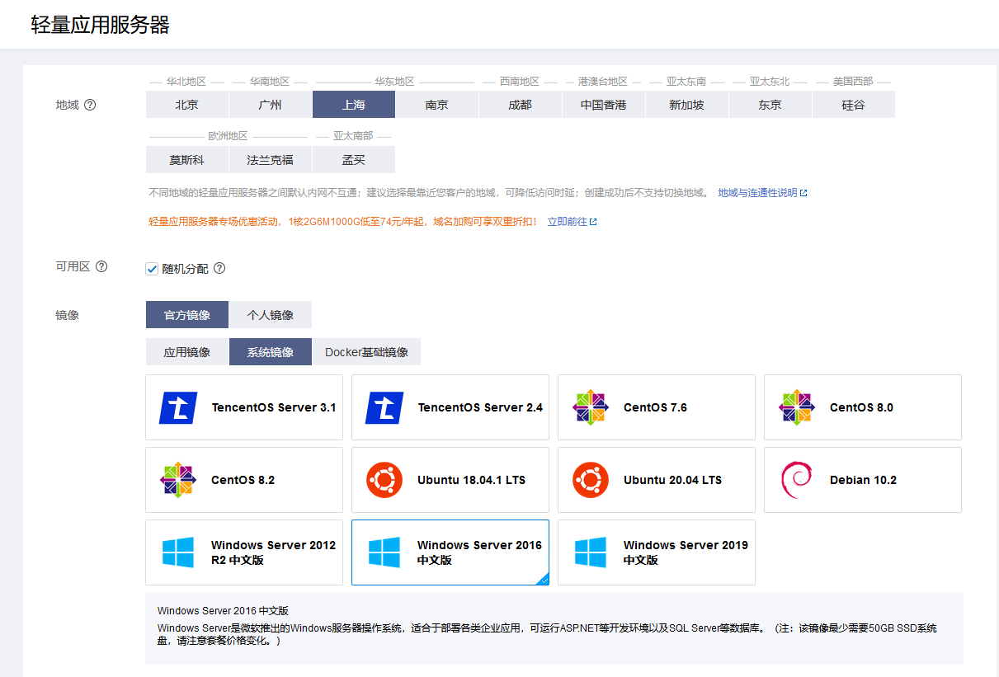 轻量应用服务器
华北地区 华南地区 华东地区 西南地区 港澳台地区 亚太东南 亚太东北 美国西部
地域 北京 广州 上海 南京 成都 中国香港 新加坡 东京 硅谷
欧洲地区 亚太南部
莫斯科 法兰克福 孟买
不同地域的轻量应用服务器之间默认内网不互通；建议选择最靠近您客户的地域，可降低访问时延；创建成功后不支持切换地域。 地域与连通性说明
轻量应用服务器专场优惠活动，1核2G6M1000G低至74元/年起，域名加购可享双重折扣！ 立即前往
可用区 随机分配
镜像 官方镜像 个人镜像
应用镜像 系统镜像 Docker基础镜像
TencentOS Server 3.1 TencentOS Server 2.4 CentOS 7.6 CentOS 8.0
CentOS 8.2 Ubuntu 18.04.1 LTS Ubuntu 20.04 LTS Debian 10.2
Windows Server 2012 Windows Server 2016 Windows Server 2019
R2 中文版 中文版 中文版
Windows Server 2016 中文版
Windows Server是微软推出的Windows服务器操作系统，适合于部署各类企业应用，可运行ASP.NET等开发环境以及SQL Server等数据库。（注：该镜像最少需要50GB SSD系统
盘，请注意套餐价格变化。）